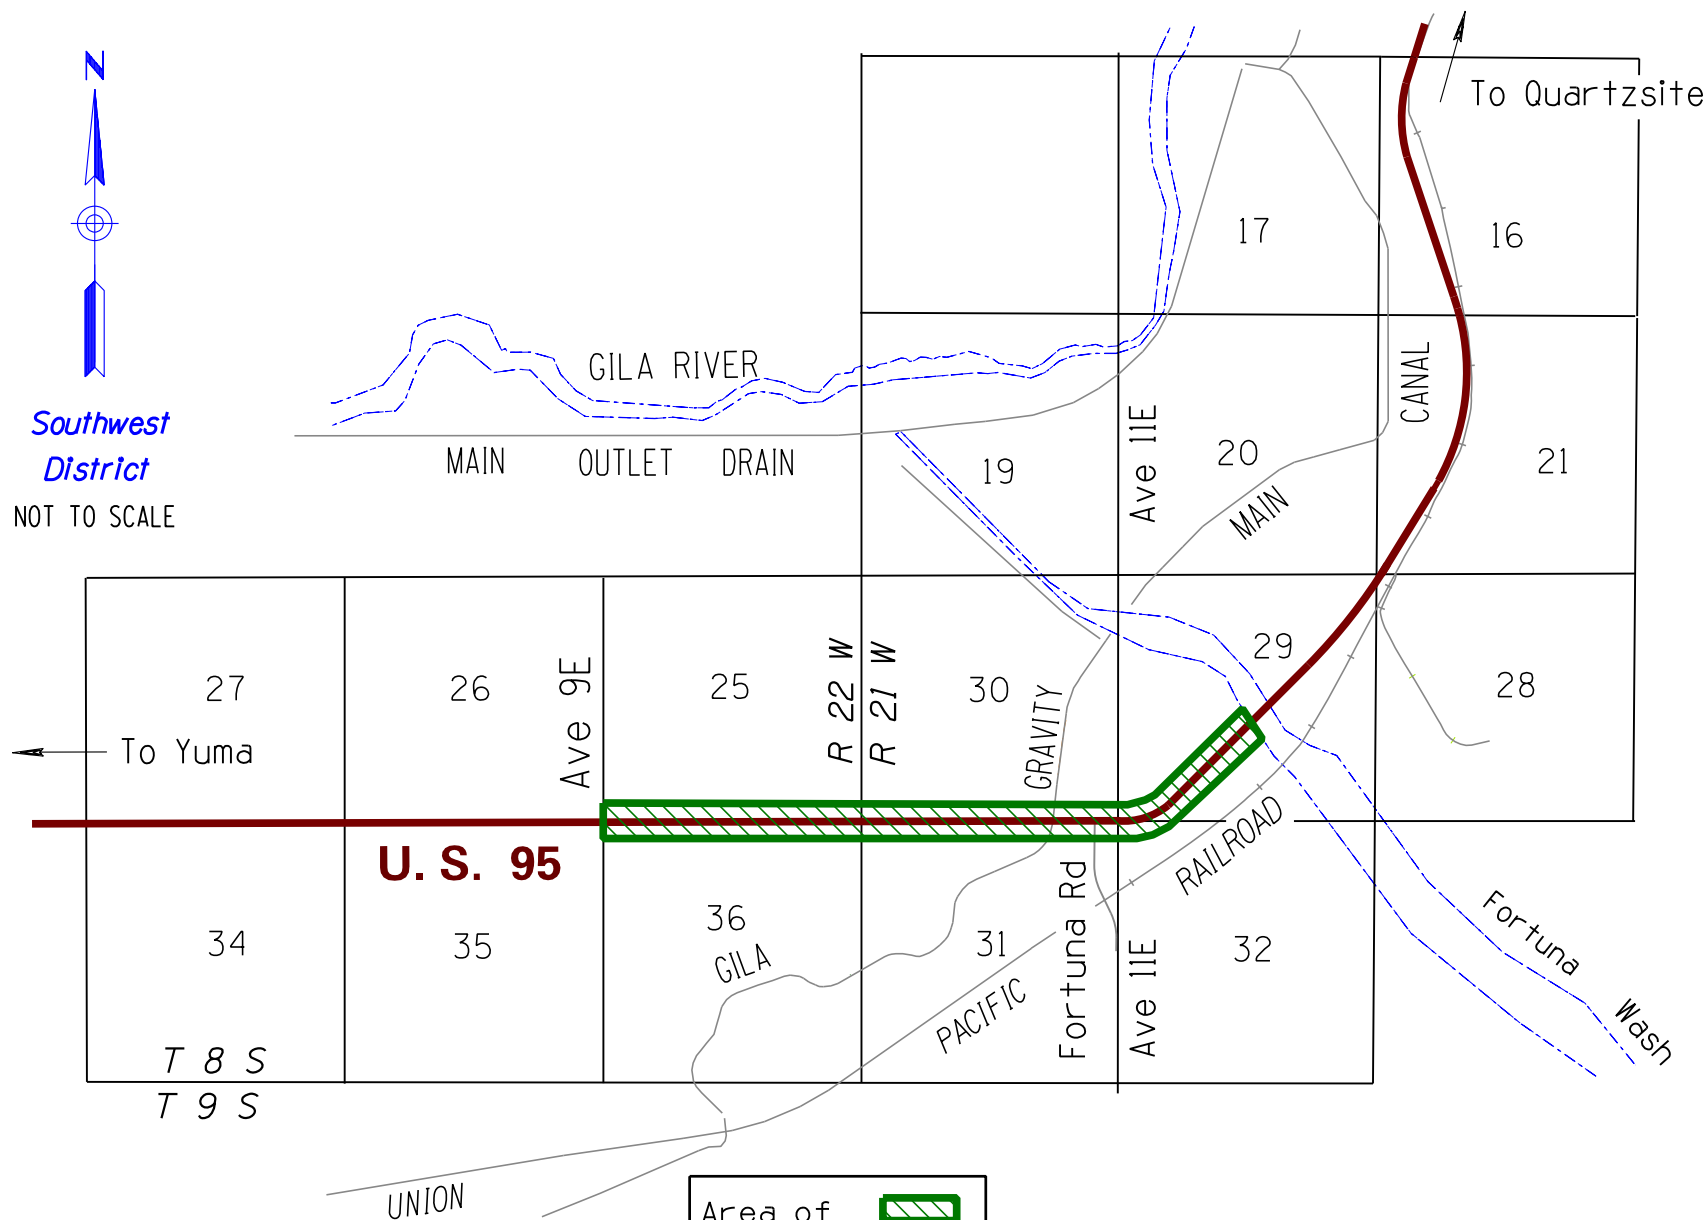 N
To Quartzsite
17
16
GILA RIVER
CANAL
Southwest
District
NOT TO SCALE
MAIN OUTLET DRAIN
19
Ave 11E
20
21
MAIN
27
26
Ave 9E
25
R 22 W
R 21 W
30
GRAVITY
29
28
To Yuma
U. S. 95
RAILROAD
34
35
36
GILA
31
PACIFIC
Fortuna Rd
Ave 11E
32
Fortuna
Wash
T 8 S
T 9 S
UNION
Area of